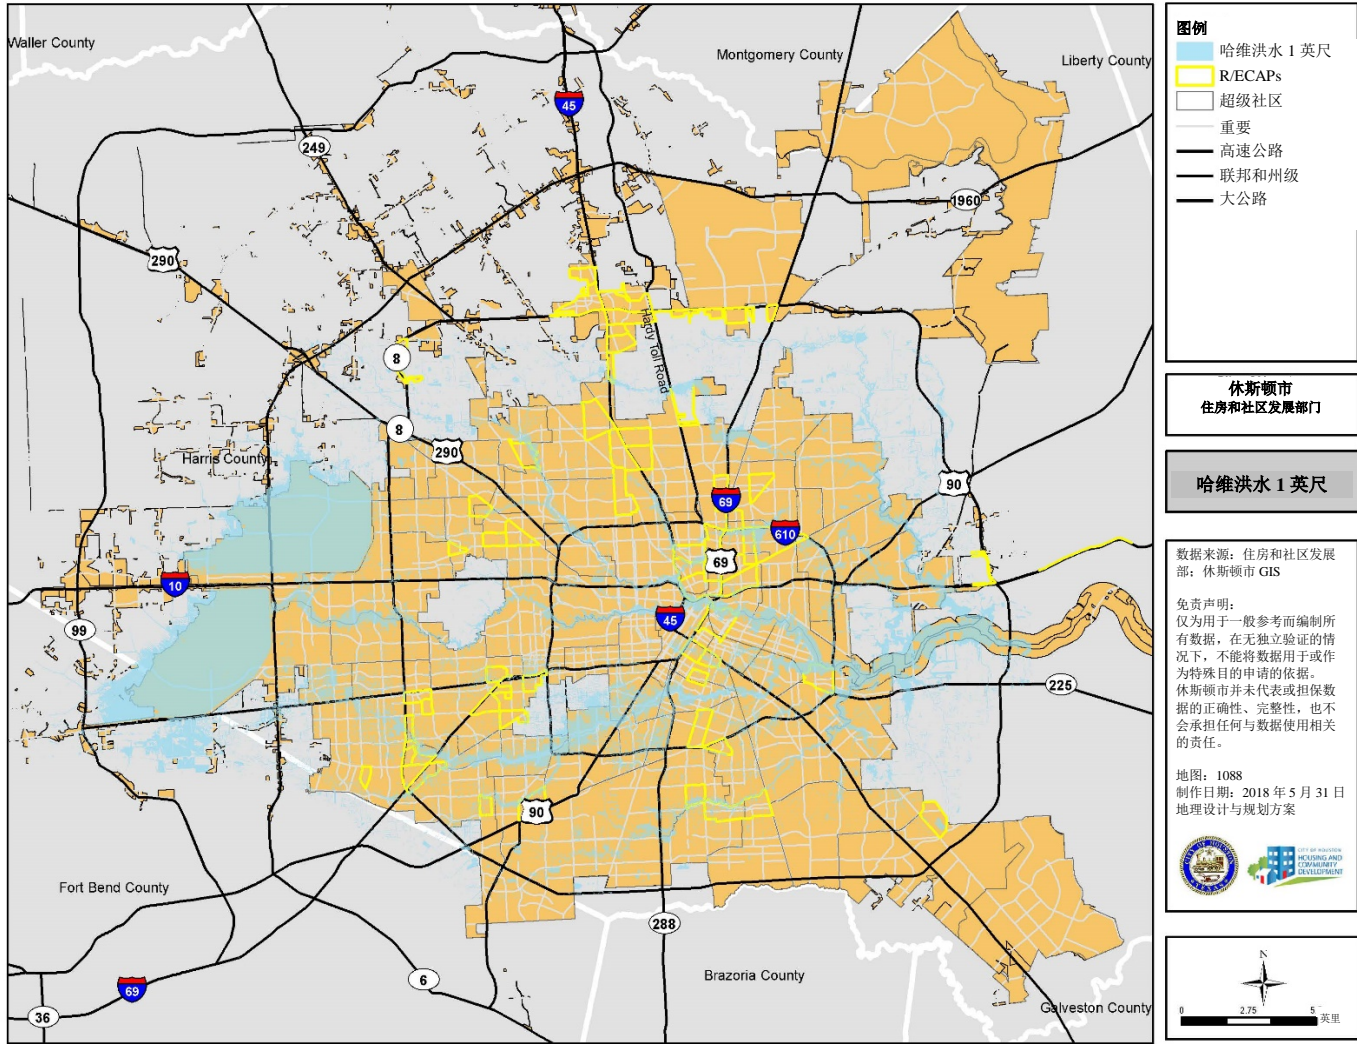 Waller County
Montgomery County
Liberty County
45
249
1960
290
Hardy Toll Road
8
8
290
Harris County
90
69
610
69
10
45
99
225
90
Fort Bend County
288
6
Brazoria County
69
36
Galveston County
图例
哈维洪水 1 英尺
R/ECAPs
超级社区
重要
高速公路
联邦和州级
大公路
休斯顿市
住房和社区发展部门
哈维洪水 1 英尺
数据来源：住房和社区发展
部；休斯顿市 GIS
免责声明：
仅为用于一般参考而编制所
有数据，在无独立验证的情
况下，不能将数据用于或作
为特殊目的申请的依据。
休斯顿市并未代表或担保数
据的正确性、完整性，也不
会承担任何与数据使用相关
的责任。
地图：1088
制作日期：2018 年 5 月 31 日
地理设计与规划方案
CITY OF HOUSTON
TEXAS
CITY OF HOUSTON
HOUSING AND
COMMUNITY
DEVELOPMENT
N
0 2.75 5
英里